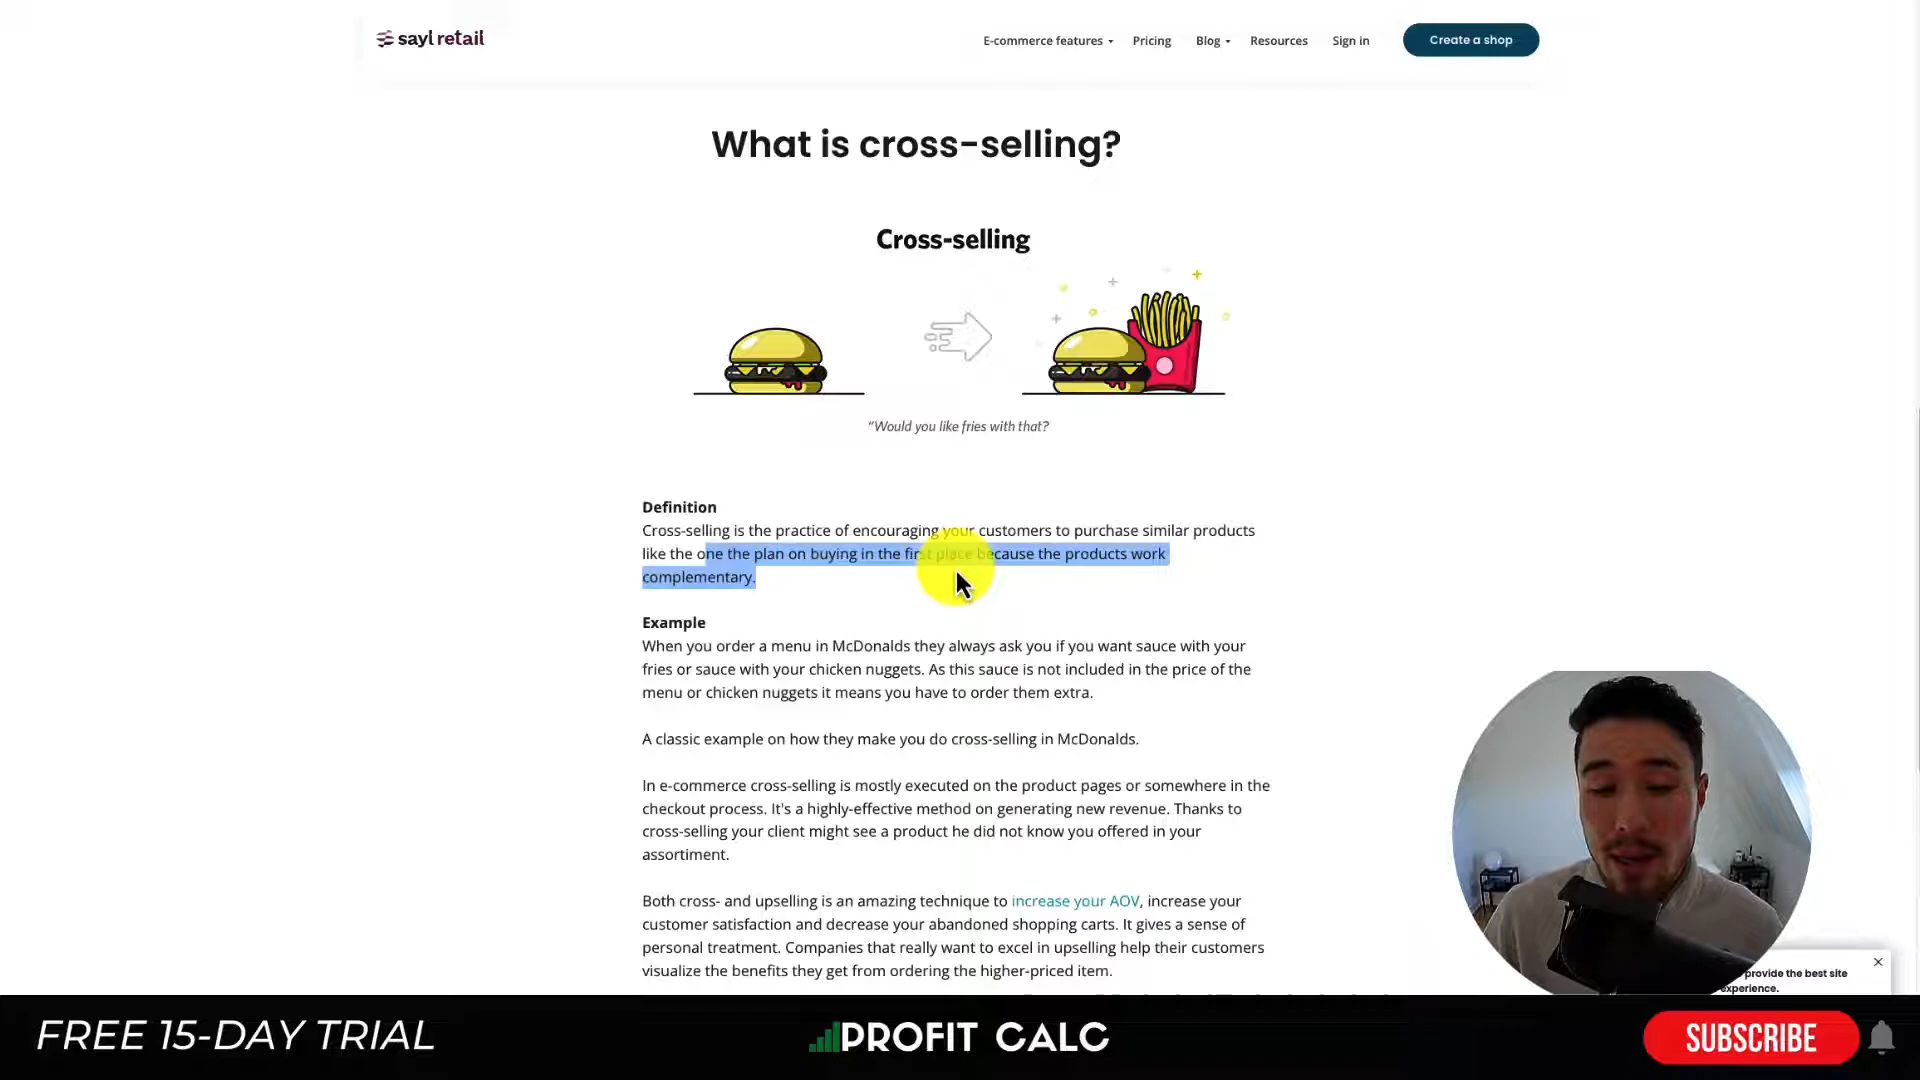 sayl retail
E-commerce features
Pricing
Blog
Resources
Sign in
Create a shop
What is cross-selling?
Cross-selling
“Would you like fries with that?
Definition
Cross-selling is the practice of encouraging your customers to purchase similar products
like the one the plan on buying in the first place because the products work
complementary.
Example
When you order a menu in McDonalds they always ask you if you want sauce with your
fries or sauce with your chicken nuggets. As this sauce is not included in the price of the
menu or chicken nuggets it means you have to order them extra.
A classic example on how they make you do cross-selling in McDonalds.
In e-commerce cross-selling is mostly executed on the product pages or somewhere in the
checkout process. It's a highly-effective method on generating new revenue. Thanks to
cross-selling your client might see a product he did not know you offered in your
assortment.
Both cross- and upselling is an amazing technique to increase your AOV, increase your
customer satisfaction and decrease your abandoned shopping carts. It gives a sense of
personal treatment. Companies that really want to excel in upselling help their customers
visualize the benefits they get from ordering the higher-priced item.
provide the best site
experience.
FREE 15-DAY TRIAL
PROFIT CALC
SUBSCRIBE